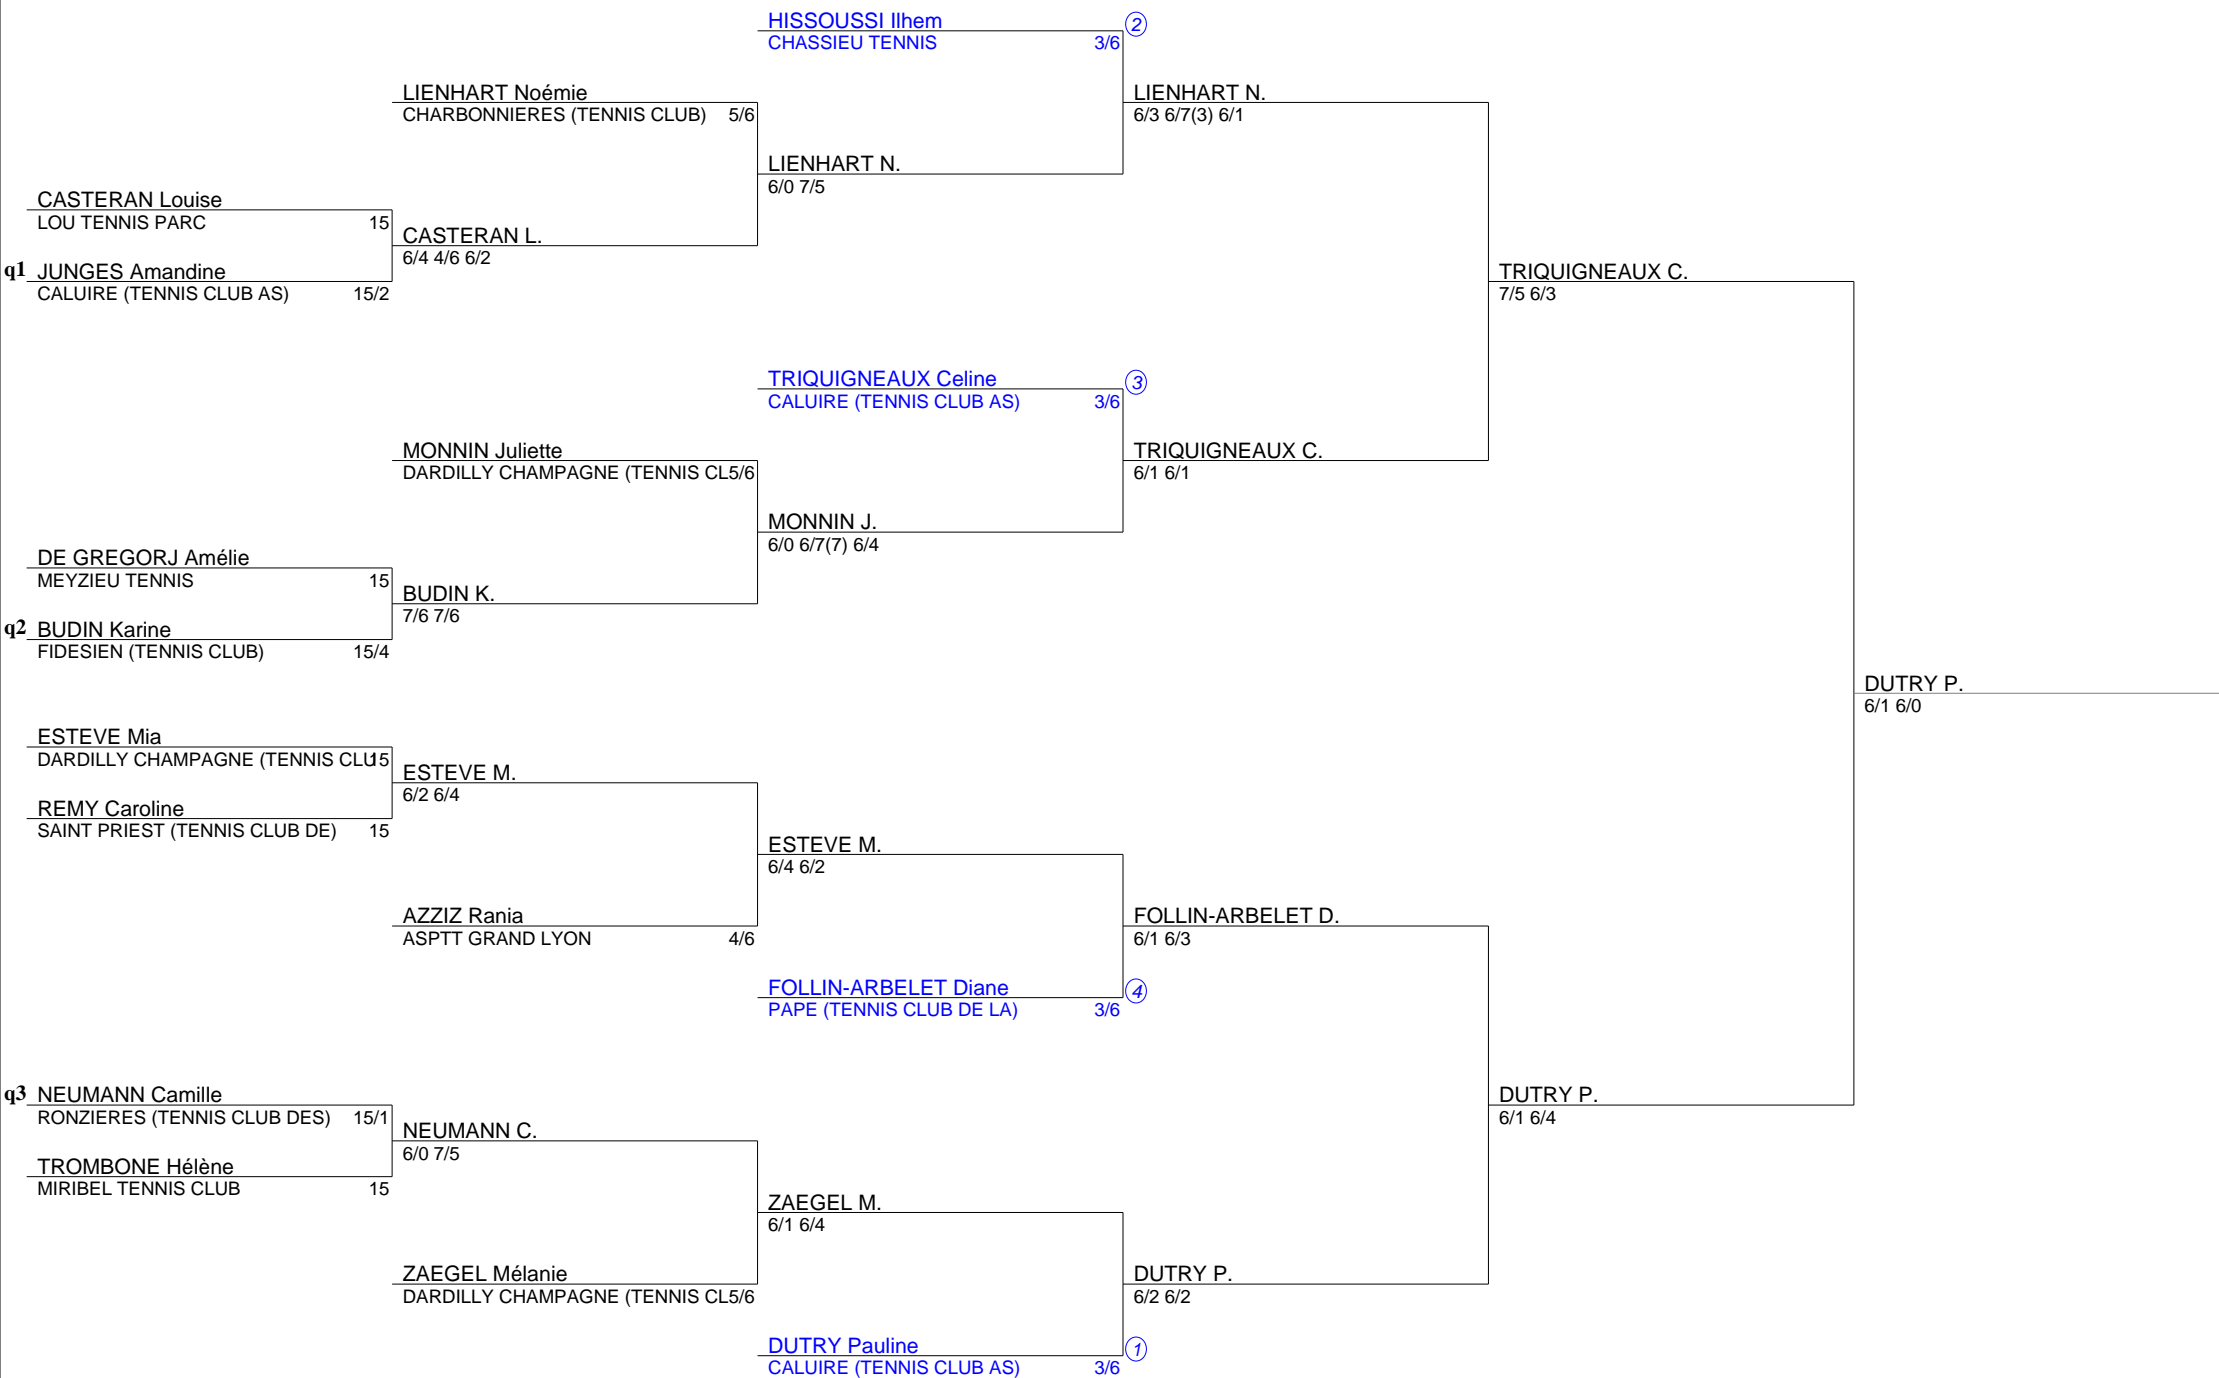 HISSOUSSI Ilhem
2
CHASSIEU TENNIS 3/6
LIENHART Noémie
CHARBONNIERES (TENNIS CLUB) 5/6
LIENHART N.
6/3 6/7(3) 6/1
LIENHART N.
6/0 7/5
CASTERAN Louise
LOU TENNIS PARC 15
CASTERAN L.
6/4 4/6 6/2
q1 JUNGES Amandine
CALUIRE (TENNIS CLUB AS) 15/2
TRIQUIGNEAUX C.
7/5 6/3
TRIQUIGNEAUX Celine
3
CALUIRE (TENNIS CLUB AS) 3/6
MONNIN Juliette
DARDILLY CHAMPAGNE (TENNIS CL5/6
TRIQUIGNEAUX C.
6/1 6/1
MONNIN J.
6/0 6/7(7) 6/4
DE GREGORJ Amélie
MEYZIEU TENNIS 15
BUDIN K.
7/6 7/6
q2 BUDIN Karine
FIDESIEN (TENNIS CLUB) 15/4
DUTRY P.
6/1 6/0
ESTEVE Mia
DARDILLY CHAMPAGNE (TENNIS CLU15
ESTEVE M.
6/2 6/4
REMY Caroline
SAINT PRIEST (TENNIS CLUB DE) 15
ESTEVE M.
6/4 6/2
AZZIZ Rania
ASPTT GRAND LYON 4/6
FOLLIN-ARBELET D.
6/1 6/3
FOLLIN-ARBELET Diane
4
PAPE (TENNIS CLUB DE LA) 3/6
q3 NEUMANN Camille
RONZIERES (TENNIS CLUB DES) 15/1
DUTRY P.
6/1 6/4
NEUMANN C.
6/0 7/5
TROMBONE Hélène
MIRIBEL TENNIS CLUB 15
ZAEGEL M.
6/1 6/4
ZAEGEL Mélanie
DARDILLY CHAMPAGNE (TENNIS CL5/6
DUTRY P.
6/2 6/2
DUTRY Pauline
1
CALUIRE (TENNIS CLUB AS) 3/6